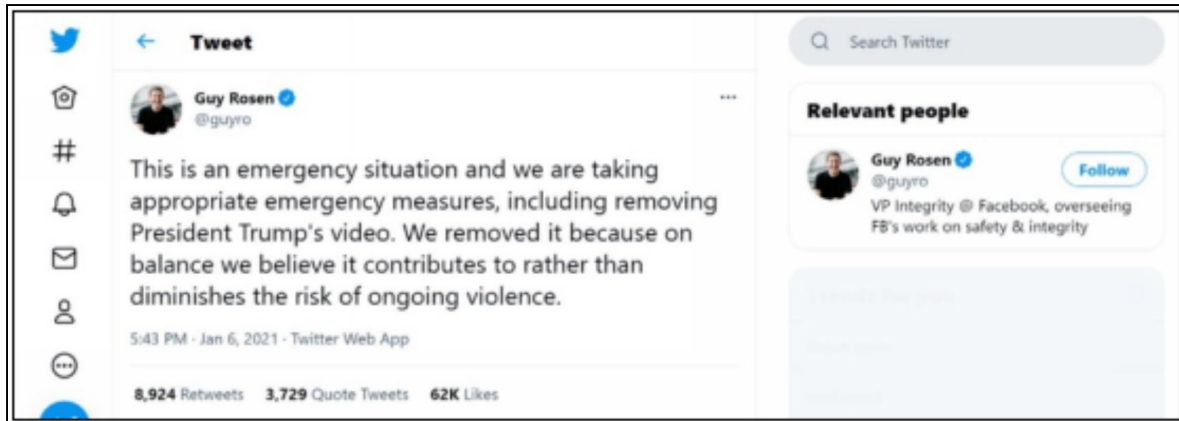 Tweet
Guy Rosen
@guyro
This is an emergency situation and we are taking
appropriate emergency measures, including removing
President Trump's video. We removed it because on
balance we believe it contributes to rather than
diminishes the risk of ongoing violence.
5:43 PM · Jan 6, 2021 · Twitter Web App
8,924 Retweets 3,729 Quote Tweets 62K Likes
Search Twitter
Relevant people
Guy Rosen
@guyro
Follow
VP Integrity @ Facebook, overseeing
FB's work on safety & integrity
Trends for you